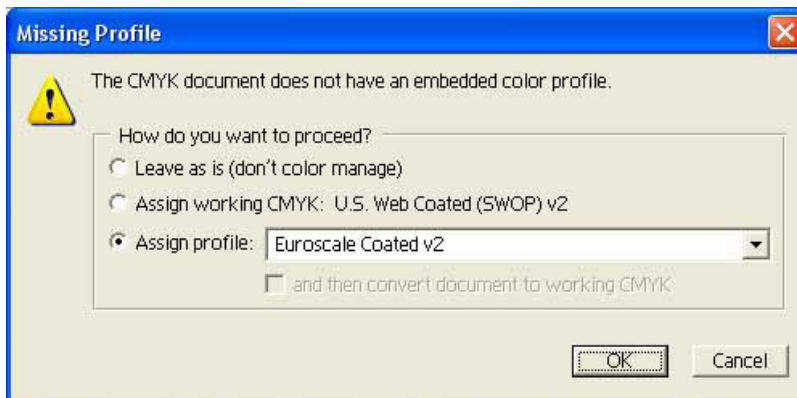 Missing Profile
The CMYK document does not have an embedded color profile.
How do you want to proceed?
Leave as is (don't color manage)
Assign working CMYK: U.S. Web Coated (SWOP) v2
Assign profile: Euroscale Coated v2
and then convert document to working CMYK
OK Cancel